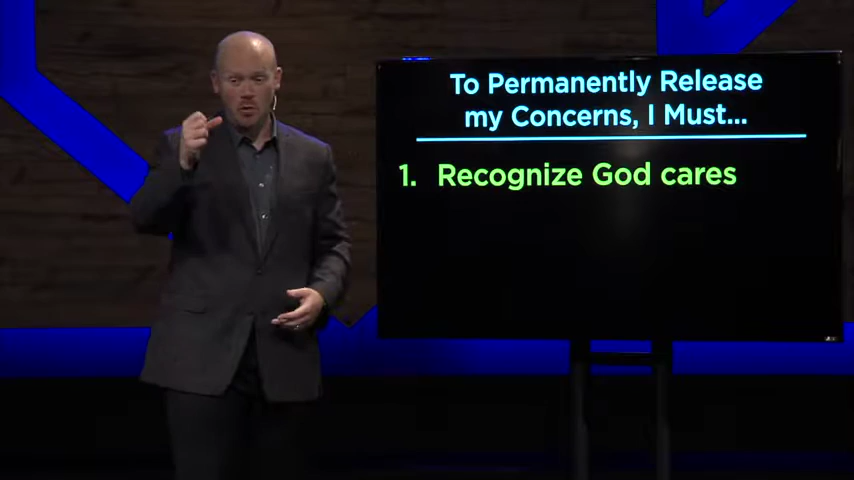 To Permanently Release
my Concerns, I Must...
1. Recognize God cares